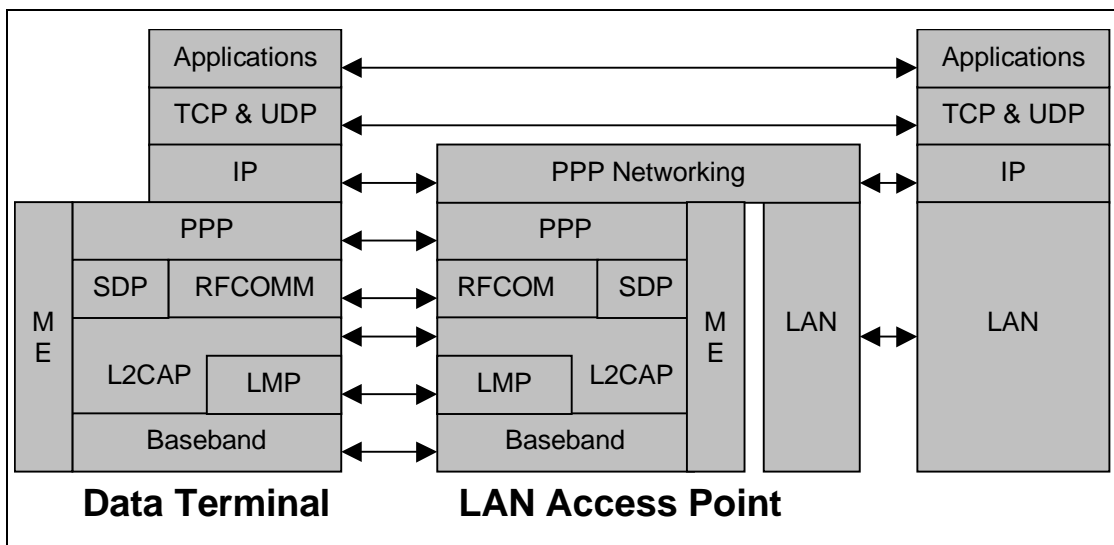 Applications
Applications
TCP & UDP
TCP & UDP
IP
PPP Networking
IP
PPP
PPP
SDP
RFCOMM
RFCOM
SDP
M
E
M
E
LAN
LAN
L2CAP
LMP
LMP
L2CAP
Baseband
Baseband
Data Terminal
LAN Access Point